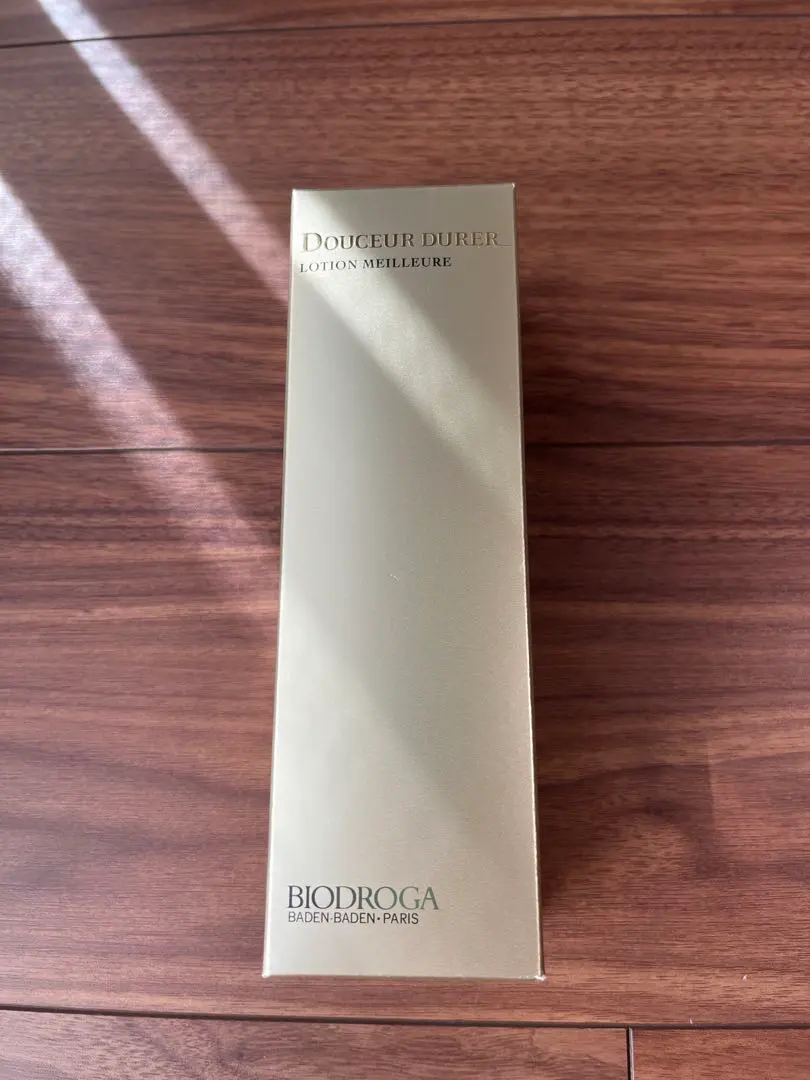 DOUCEUR DURER
LOTION MEILLEURE
BIODROGA
BADEN-BADEN•PARIS